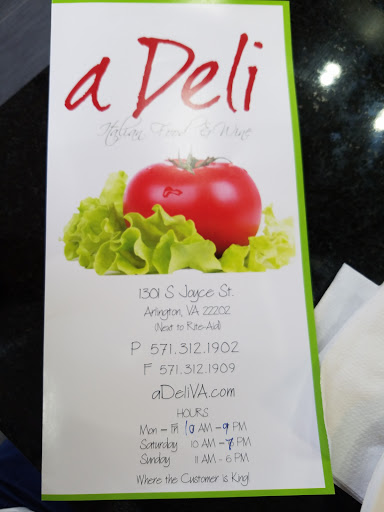 a Deli
Italian Food & Wine
1301 S Joyce St.
Arlington, VA 22202
(Next to Rite-Aid)
P 571.312.1902
F 571.312.1909
aDeliVA.com
HOURS
Mon - Fri 10 AM - 9 PM
Saturday 10 AM - 7 PM
Sunday 11 AM - 6 PM
Where the Customer is King!